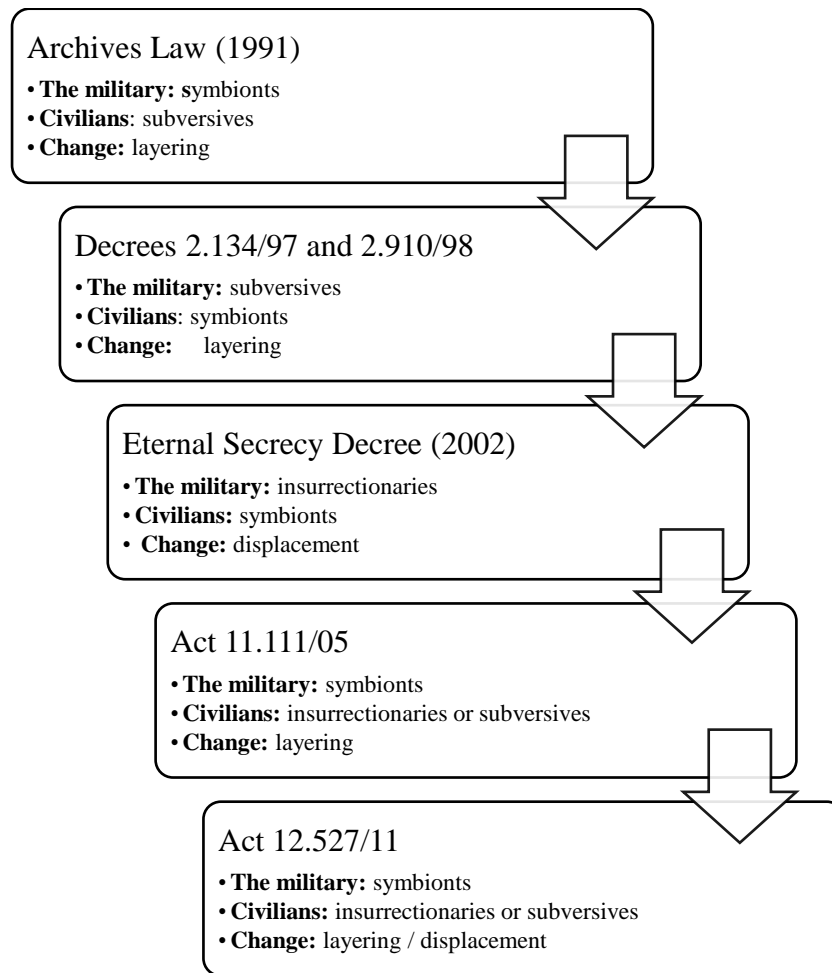 Archives Law (1991)
• The military: symbionts
• Civilians: subversives
• Change: layering
Decrees 2.134/97 and 2.910/98
• The military: subversives
• Civilians: symbionts
• Change: layering
Eternal Secrecy Decree (2002)
• The military: insurrectionaries
• Civilians: symbionts
• Change: displacement
Act 11.111/05
• The military: symbionts
• Civilians: insurrectionaries or subversives
• Change: layering
Act 12.527/11
• The military: symbionts
• Civilians: insurrectionaries or subversives
• Change: layering / displacement